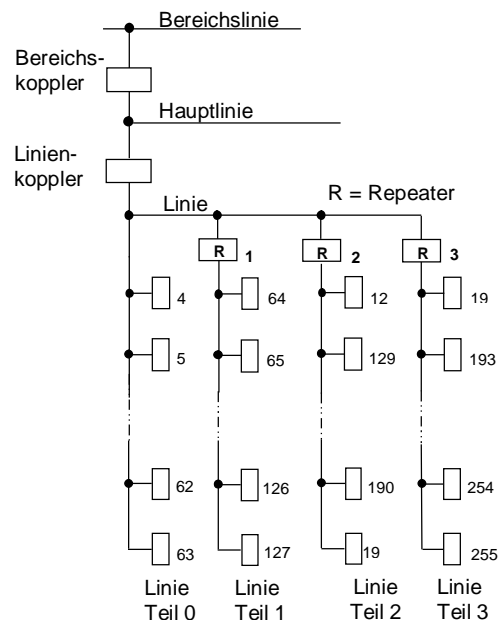 Bereichslinie
Bereichs-
koppler
Hauptlinie
Linien-
koppler
Linie
R = Repeater
R 1 R 2 R 3
4 64 12 19
5 65 129 193
62 126 190 254
63 127 19 255
Linie Linie Linie Linie
Teil 0 Teil 1 Teil 2 Teil 3